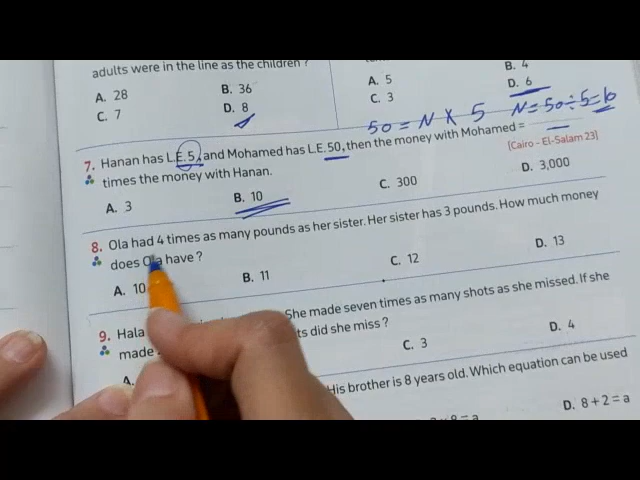 adults were in the line as the children ?
A. 28
B. 36
C. 7
D. 8
A. 5
B. 4
C. 3
D. 6
50 = N × 5 N = 50 ÷ 5 = 10
7. Hanan has L.E. 5, and Mohamed has L.E. 50, then the money with Mohamed =
times the money with Hanan.
[Cairo - El-Salam 23]
A. 3
B. 10
C. 300
D. 3,000
8. Ola had 4 times as many pounds as her sister. Her sister has 3 pounds. How much money
does Ola have ?
A. 10
B. 11
C. 12
D. 13
9. Hala She made seven times as many shots as she missed. If she
made did she miss ?
A.
C. 3
D. 4
His brother is 8 years old. Which equation can be used
D. 8 + 2 = a